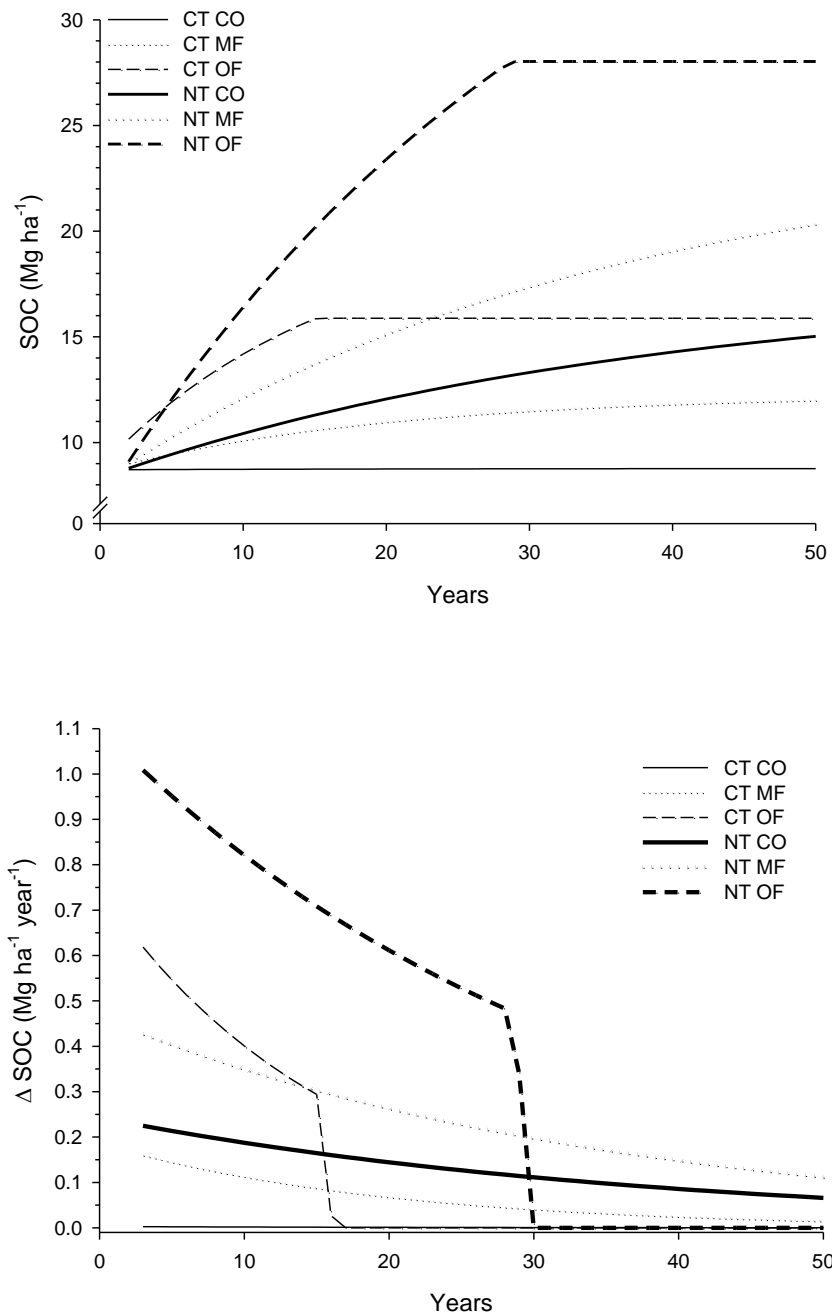 CT CO
CT MF
CT OF
NT CO
NT MF
NT OF
30
25
20
15
10
0
SOC (Mg ha⁻¹)
0 10 20 30 40 50
Years
1.1
1.0
0.9
0.8
0.7
0.6
0.5
0.4
0.3
0.2
0.1
0.0
Δ SOC (Mg ha⁻¹ year⁻¹)
CT CO
CT MF
CT OF
NT CO
NT MF
NT OF
0 10 20 30 40 50
Years